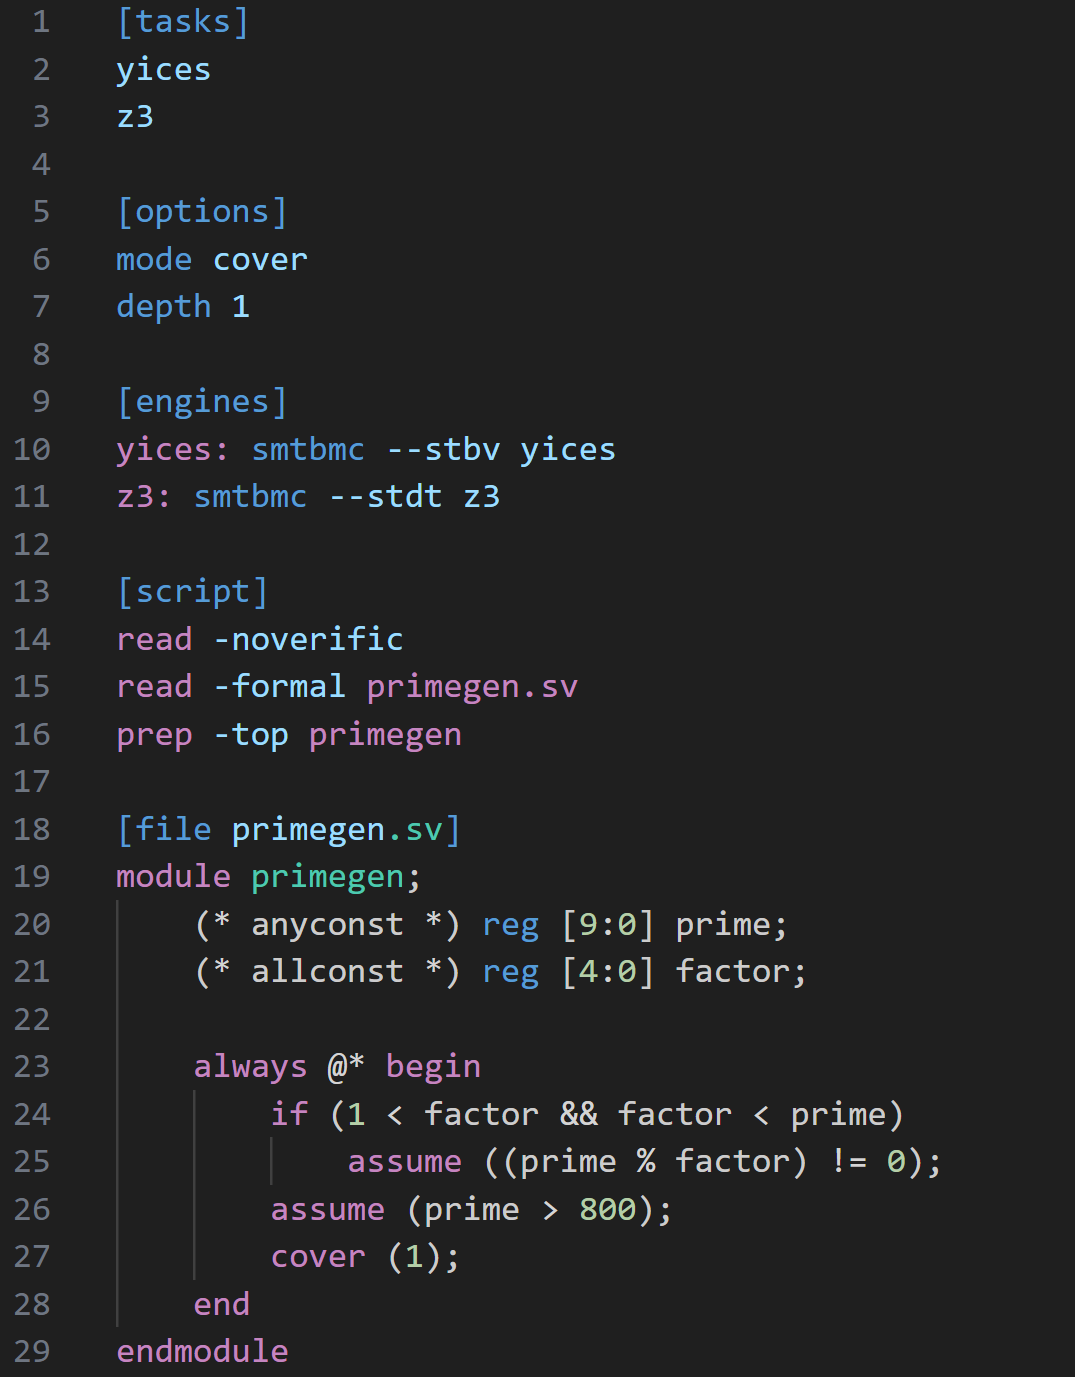 1 [tasks]
2 yices
3 z3
4
5 [options]
6 mode cover
7 depth 1
8
9 [engines]
10 yices: smtbmc --stbv yices
11 z3: smtbmc --stdt z3
12
13 [script]
14 read -noverific
15 read -formal primegen.sv
16 prep -top primegen
17
18 [file primegen.sv]
19 module primegen;
20     (* anyconst *) reg [9:0] prime;
21     (* allconst *) reg [4:0] factor;
22
23     always @* begin
24         if (1 < factor && factor < prime)
25             assume ((prime % factor) != 0);
26         assume (prime > 800);
27         cover (1);
28     end
29 endmodule